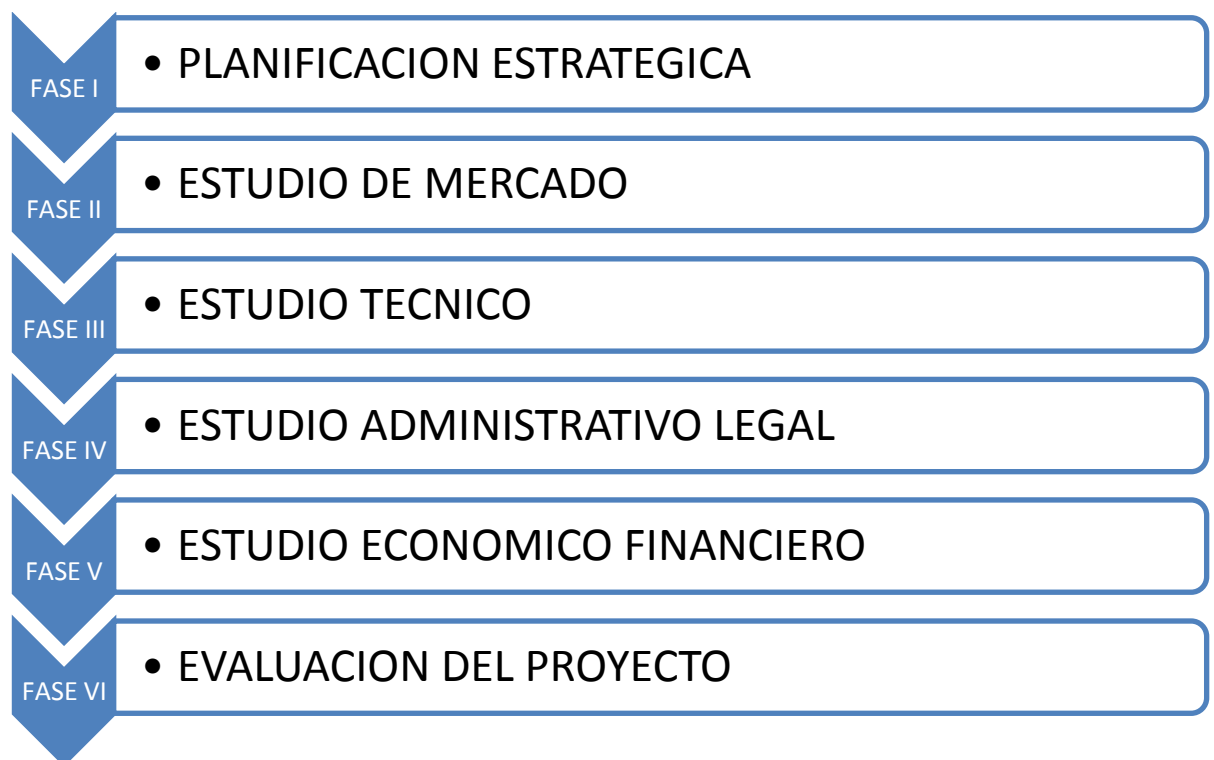 FASE I
• PLANIFICACION ESTRATEGICA
FASE II
• ESTUDIO DE MERCADO
FASE III
• ESTUDIO TECNICO
FASE IV
• ESTUDIO ADMINISTRATIVO LEGAL
FASE V
• ESTUDIO ECONOMICO FINANCIERO
FASE VI
• EVALUACION DEL PROYECTO